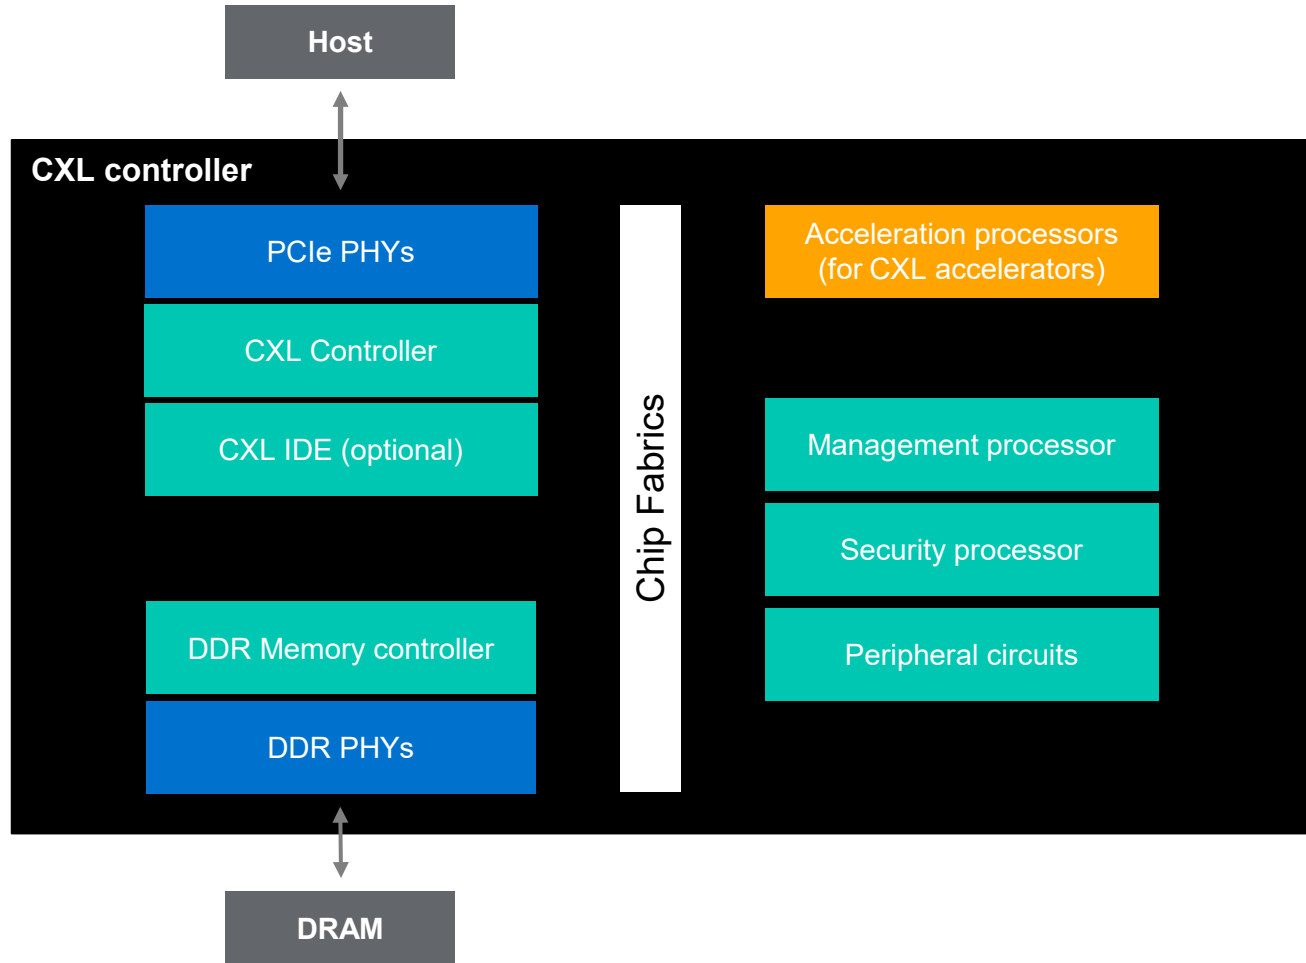 Host
CXL controller
PCIe PHYs
CXL Controller
CXL IDE (optional)
DDR Memory controller
DDR PHYs
Chip Fabrics
Acceleration processors
(for CXL accelerators)
Management processor
Security processor
Peripheral circuits
DRAM